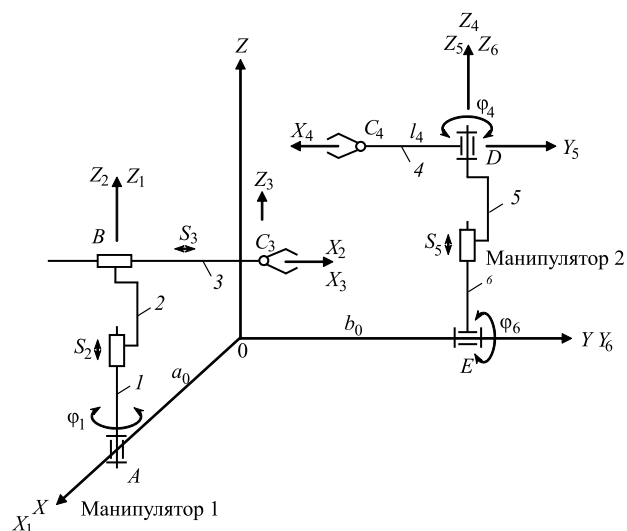 Z
Z4
Z5 Z6
φ4
X4
C4
l4
4
D
Y5
5
Z2 Z1
Z3
B
S3
C3
X2
X3
3
S5
Манипулятор 2
2
6
S2
b0
φ6
0
Y Y6
a0
E
1
φ1
A
X
X1
Манипулятор 1